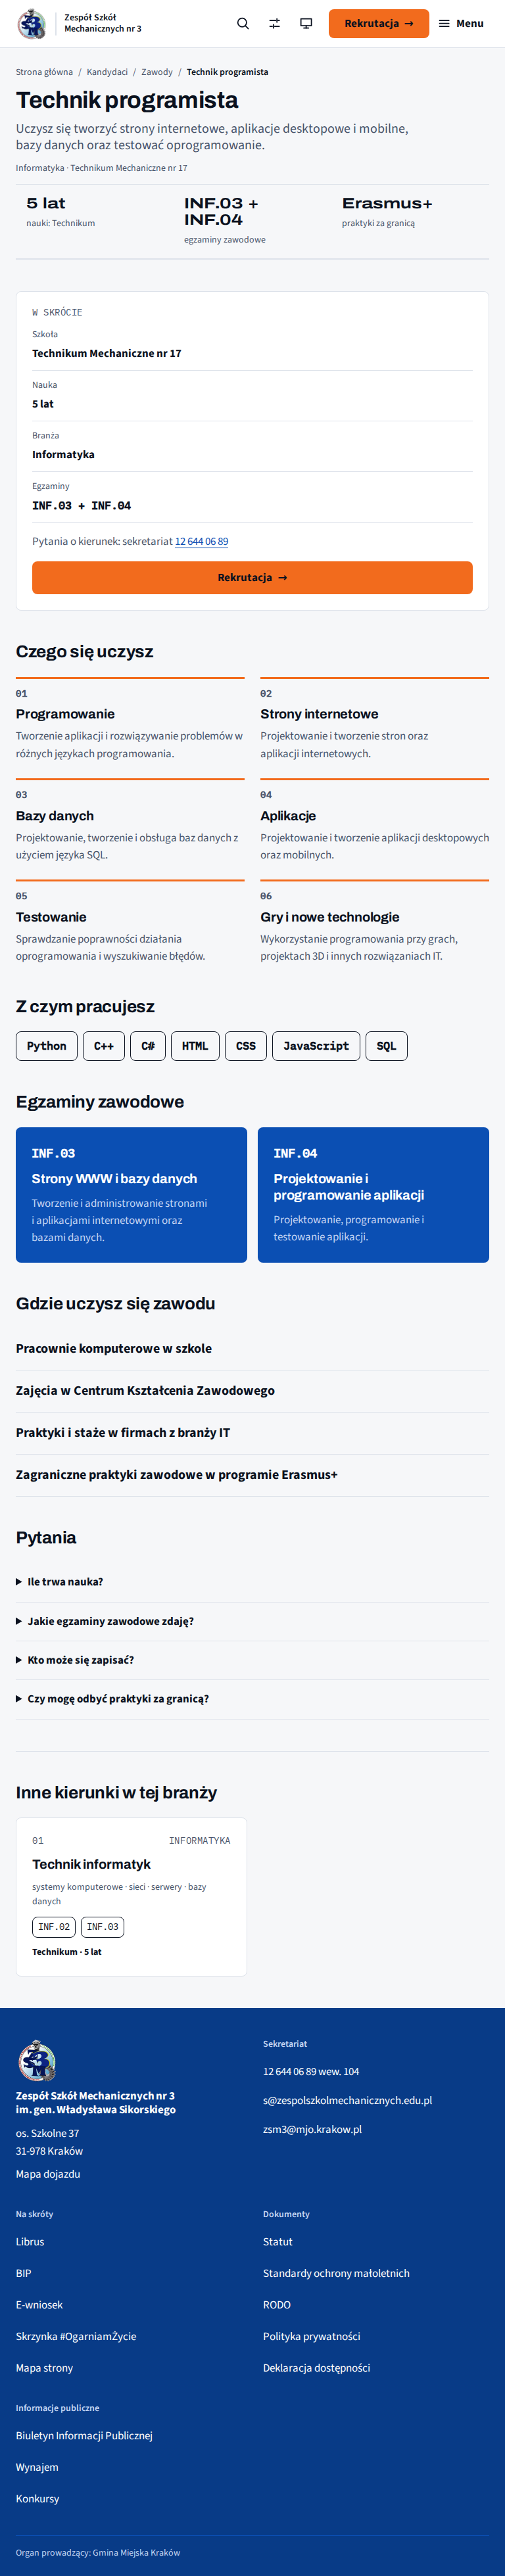 Zespół Szkół
Mechanicznych nr 3
Rekrutacja →
Menu
Strona główna / Kandydaci / Zawody / Technik programista
Technik programista
Uczysz się tworzyć strony internetowe, aplikacje desktopowe i mobilne,
bazy danych oraz testować oprogramowanie.
Informatyka · Technikum Mechaniczne nr 17
5 lat
nauki: Technikum
INF.03 +
INF.04
egzaminy zawodowe
Erasmus+
praktyki za granicą
W SKRÓCIE
Szkoła
Technikum Mechaniczne nr 17
Nauka
5 lat
Branża
Informatyka
Egzaminy
INF.03 + INF.04
Pytania o kierunek: sekretariat 12 644 06 89
Rekrutacja →
Czego się uczysz
01
Programowanie
Tworzenie aplikacji i rozwiązywanie problemów w
różnych językach programowania.
02
Strony internetowe
Projektowanie i tworzenie stron oraz
aplikacji internetowych.
03
Bazy danych
Projektowanie, tworzenie i obsługa baz danych z
użyciem języka SQL.
04
Aplikacje
Projektowanie i tworzenie aplikacji desktopowych
oraz mobilnych.
05
Testowanie
Sprawdzanie poprawności działania
oprogramowania i wyszukiwanie błędów.
06
Gry i nowe technologie
Wykorzystanie programowania przy grach,
projektach 3D i innych rozwiązaniach IT.
Z czym pracujesz
Python
C++
C#
HTML
CSS
JavaScript
SQL
Egzaminy zawodowe
INF.03
Strony WWW i bazy danych
Tworzenie i administrowanie stronami
i aplikacjami internetowymi oraz
bazami danych.
INF.04
Projektowanie i
programowanie aplikacji
Projektowanie, programowanie i
testowanie aplikacji.
Gdzie uczysz się zawodu
Pracownie komputerowe w szkole
Zajęcia w Centrum Kształcenia Zawodowego
Praktyki i staże w firmach z branży IT
Zagraniczne praktyki zawodowe w programie Erasmus+
Pytania
Ile trwa nauka?
Jakie egzaminy zawodowe zdaję?
Kto może się zapisać?
Czy mogę odbyć praktyki za granicą?
Inne kierunki w tej branży
01
INFORMATYKA
Technik informatyk
systemy komputerowe · sieci · serwery · bazy
danych
INF.02
INF.03
Technikum · 5 lat
Zespół Szkół Mechanicznych nr 3
im. gen. Władysława Sikorskiego
os. Szkolne 37
31-978 Kraków
Mapa dojazdu
Sekretariat
12 644 06 89 wew. 104
s@zespolszkolmechanicznych.edu.pl
zsm3@mjo.krakow.pl
Na skróty
Librus
BIP
E-wniosek
Skrzynka #OgarniamŻycie
Mapa strony
Dokumenty
Statut
Standardy ochrony małoletnich
RODO
Polityka prywatności
Deklaracja dostępności
Informacje publiczne
Biuletyn Informacji Publicznej
Wynajem
Konkursy
Organ prowadzący: Gmina Miejska Kraków